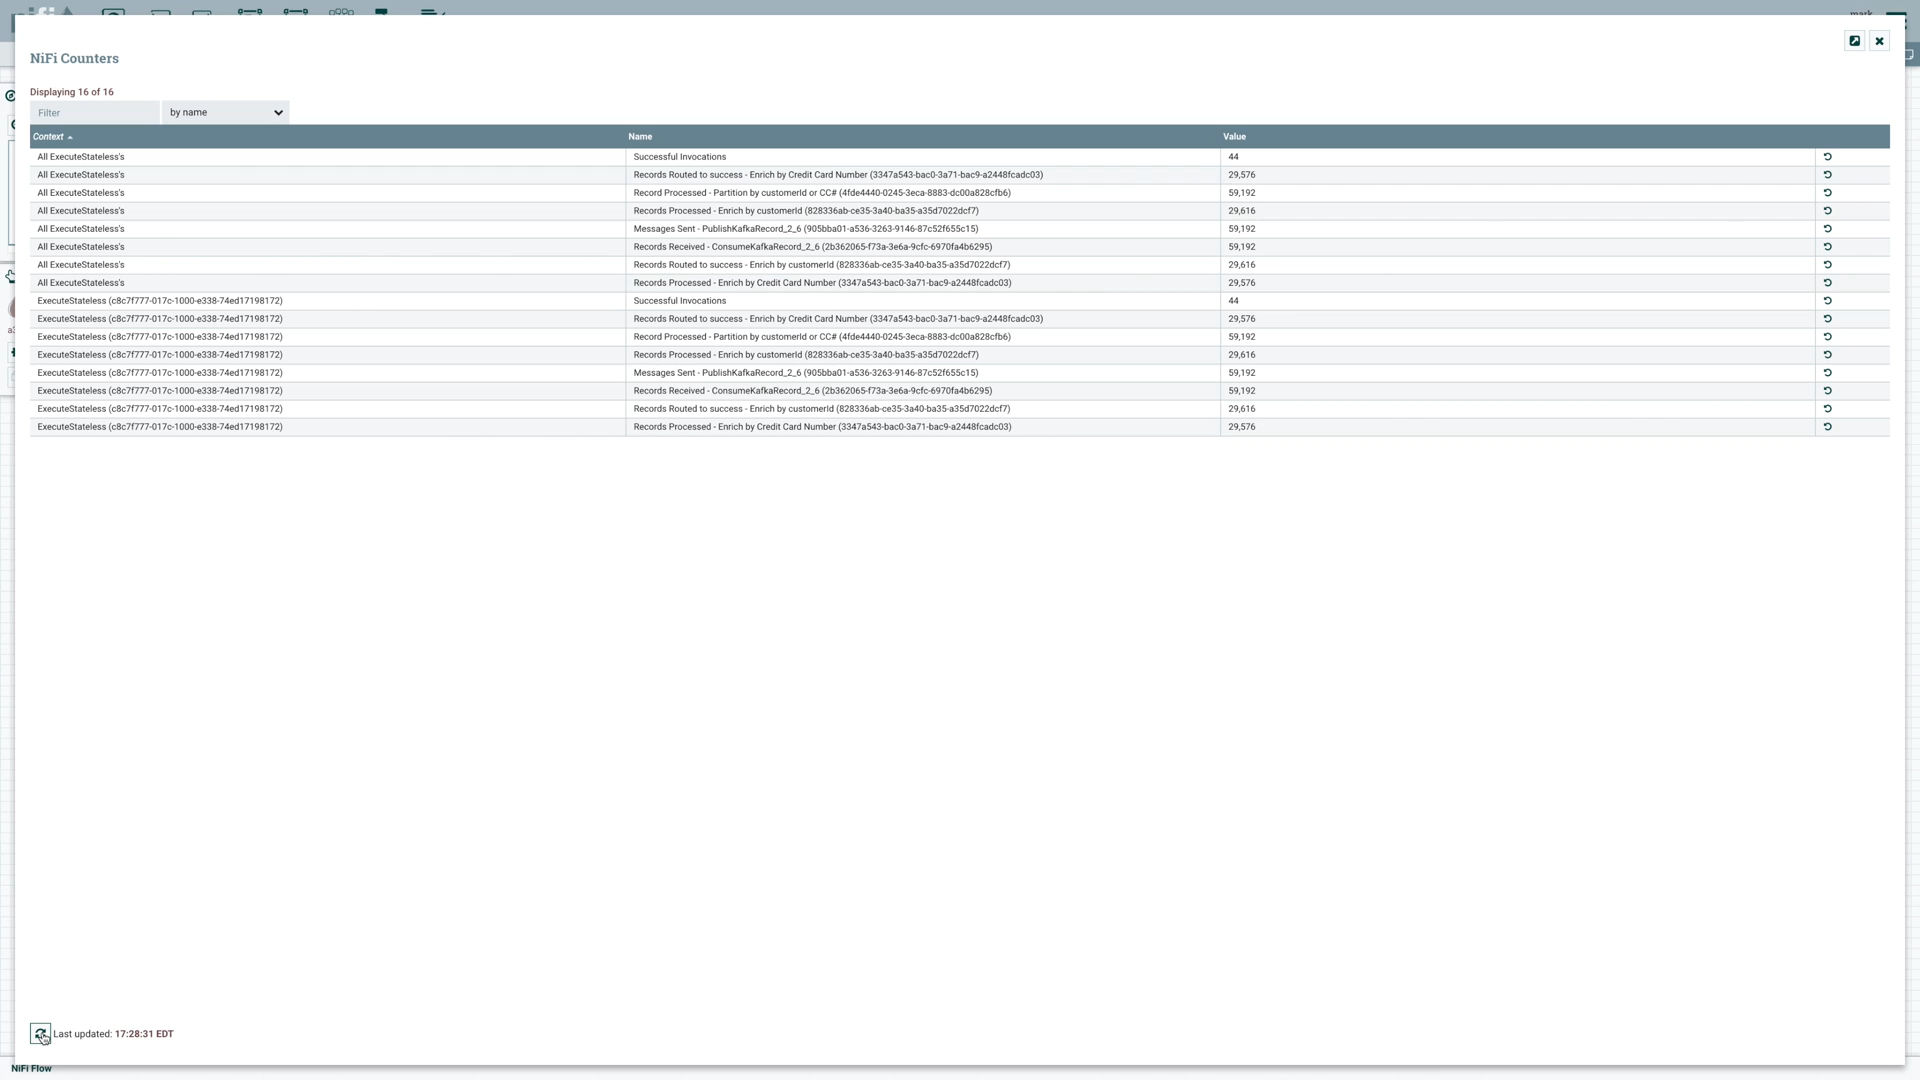 mark
NiFi Counters
Displaying 16 of 16
Filter by name
Context Name Value
All ExecuteStateless's Successful Invocations 44
All ExecuteStateless's Records Routed to success - Enrich by Credit Card Number (3347a543-bac0-3a71-bac9-a2448fcadc03) 29,576
All ExecuteStateless's Record Processed - Partition by customerId or CC# (4fde4440-0245-3eca-8883-dc00a828cfb6) 59,192
All ExecuteStateless's Records Processed - Enrich by customerId (828336ab-ce35-3a40-ba35-a35d7022dcf7) 29,616
All ExecuteStateless's Messages Sent - PublishKafkaRecord_2_6 (905bba01-a536-3263-9146-87c52f655c15) 59,192
All ExecuteStateless's Records Received - ConsumeKafkaRecord_2_6 (2b362065-f73a-3e6a-9cfc-6970fa4b6295) 59,192
All ExecuteStateless's Records Routed to success - Enrich by customerId (828336ab-ce35-3a40-ba35-a35d7022dcf7) 29,616
All ExecuteStateless's Records Processed - Enrich by Credit Card Number (3347a543-bac0-3a71-bac9-a2448fcadc03) 29,576
ExecuteStateless (c8c7f777-017c-1000-e338-74ed17198172) Successful Invocations 44
ExecuteStateless (c8c7f777-017c-1000-e338-74ed17198172) Records Routed to success - Enrich by Credit Card Number (3347a543-bac0-3a71-bac9-a2448fcadc03) 29,576
ExecuteStateless (c8c7f777-017c-1000-e338-74ed17198172) Record Processed - Partition by customerId or CC# (4fde4440-0245-3eca-8883-dc00a828cfb6) 59,192
ExecuteStateless (c8c7f777-017c-1000-e338-74ed17198172) Records Processed - Enrich by customerId (828336ab-ce35-3a40-ba35-a35d7022dcf7) 29,616
ExecuteStateless (c8c7f777-017c-1000-e338-74ed17198172) Messages Sent - PublishKafkaRecord_2_6 (905bba01-a536-3263-9146-87c52f655c15) 59,192
ExecuteStateless (c8c7f777-017c-1000-e338-74ed17198172) Records Received - ConsumeKafkaRecord_2_6 (2b362065-f73a-3e6a-9cfc-6970fa4b6295) 59,192
ExecuteStateless (c8c7f777-017c-1000-e338-74ed17198172) Records Routed to success - Enrich by customerId (828336ab-ce35-3a40-ba35-a35d7022dcf7) 29,616
ExecuteStateless (c8c7f777-017c-1000-e338-74ed17198172) Records Processed - Enrich by Credit Card Number (3347a543-bac0-3a71-bac9-a2448fcadc03) 29,576
Last updated: 17:28:31 EDT
NiFi Flow